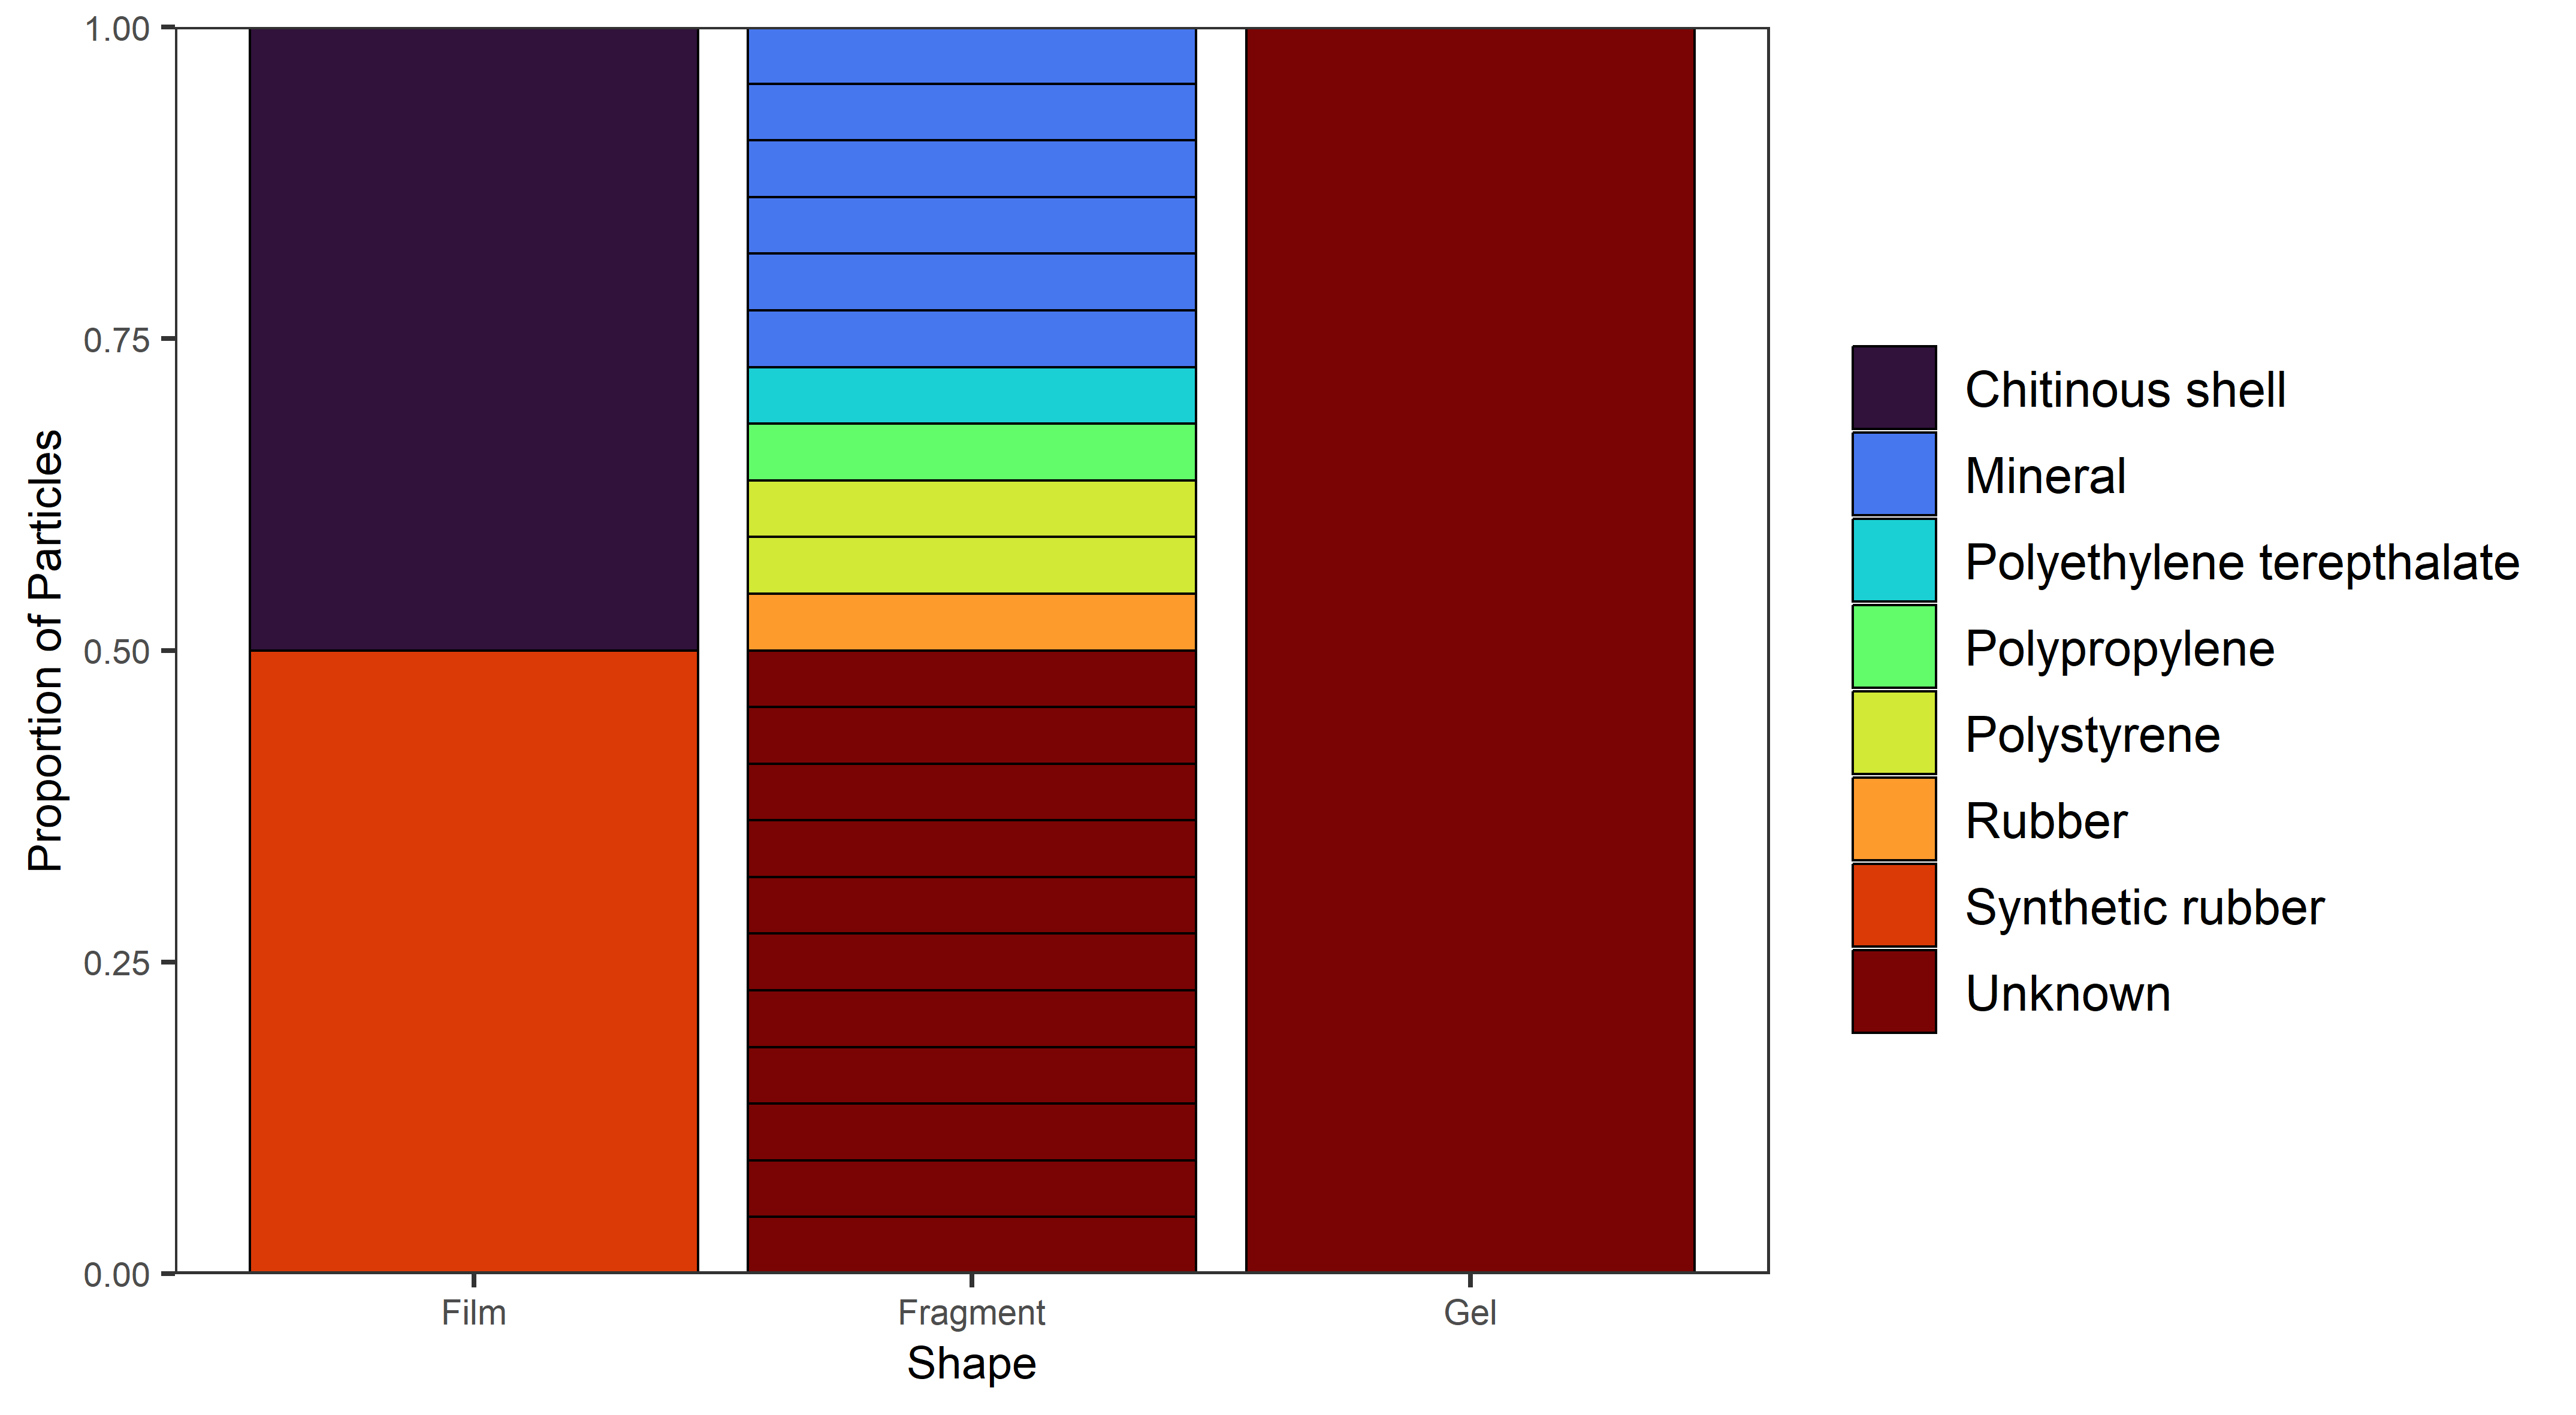 Proportion of Particles
1.00
0.75
0.50
0.25
0.00
Film
Fragment
Gel
Shape
Chitinous shell
Mineral
Polyethylene terepthalate
Polypropylene
Polystyrene
Rubber
Synthetic rubber
Unknown